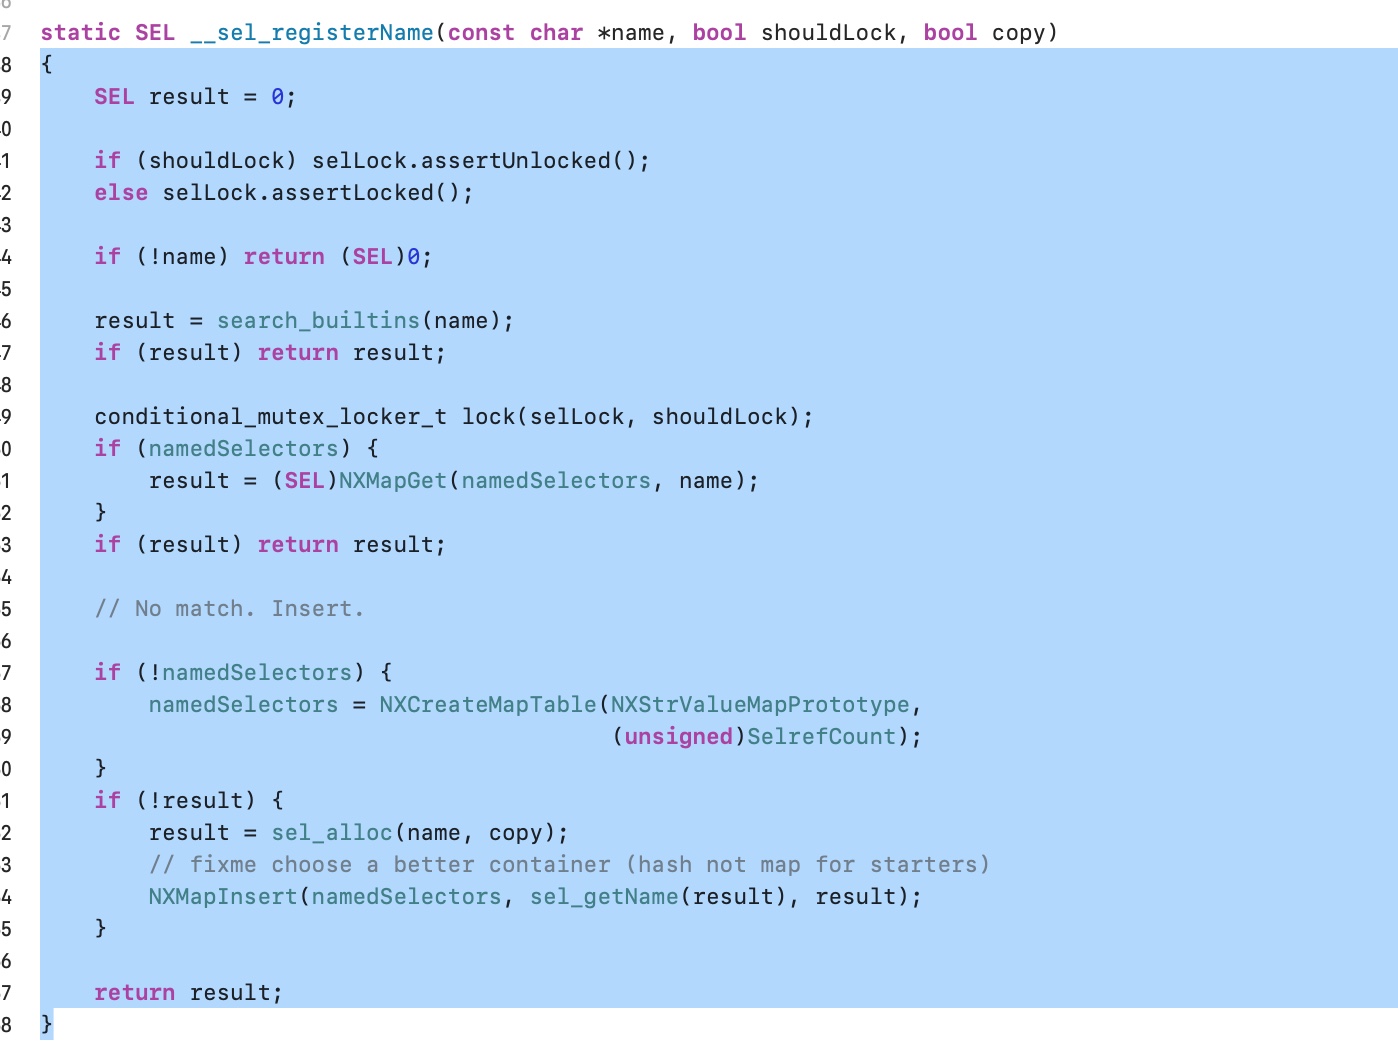 7 static SEL __sel_registerName(const char *name, bool shouldLock, bool copy)
8 {
9     SEL result = 0;
0
1     if (shouldLock) selLock.assertUnlocked();
2     else selLock.assertLocked();
3
4     if (!name) return (SEL)0;
5
6     result = search_builtins(name);
7     if (result) return result;
8
9     conditional_mutex_locker_t lock(selLock, shouldLock);
0     if (namedSelectors) {
1         result = (SEL)NXMapGet(namedSelectors, name);
2     }
3     if (result) return result;
4
5     // No match. Insert.
6
7     if (!namedSelectors) {
8         namedSelectors = NXCreateMapTable(NXStrValueMapPrototype,
9                                           (unsigned)SelrefCount);
0     }
1     if (!result) {
2         result = sel_alloc(name, copy);
3         // fixme choose a better container (hash not map for starters)
4         NXMapInsert(namedSelectors, sel_getName(result), result);
5     }
6
7     return result;
8 }